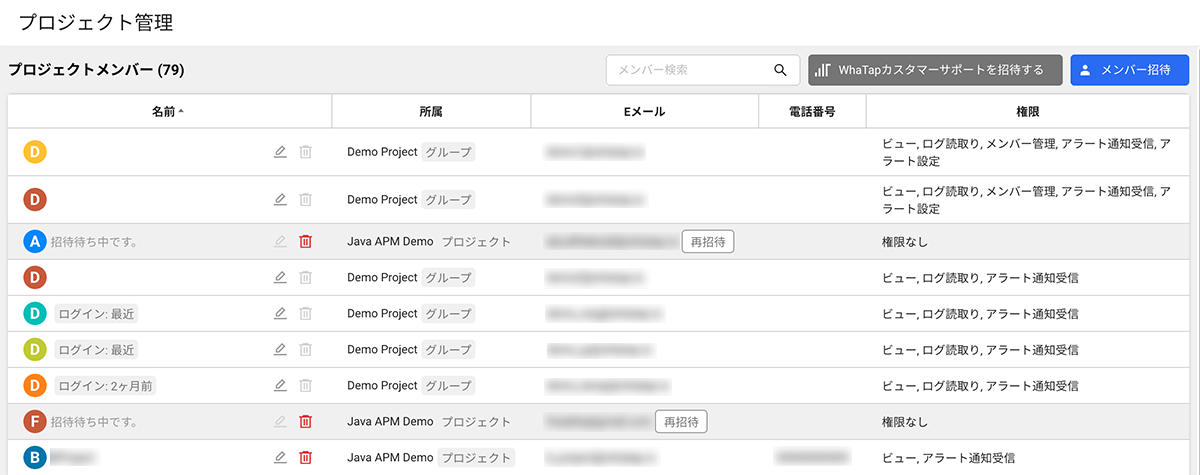 プロジェクト管理
プロジェクトメンバー (79)
メンバー検索
WhaTapカスタマーサポートを招待する
メンバー招待
名前 所属 Eメール 電話番号 権限
D Demo Project グループ ビュー, ログ読取り, メンバー管理, アラート通知受信, ア
ラート設定
D Demo Project グループ ビュー, ログ読取り, メンバー管理, アラート通知受信, ア
ラート設定
A 招待待ち中です。 Java APM Demo プロジェクト 再招待 権限なし
D Demo Project グループ ビュー, ログ読取り, アラート通知受信
D ログイン: 最近 Demo Project グループ ビュー, ログ読取り, アラート通知受信
D ログイン: 最近 Demo Project グループ ビュー, ログ読取り, アラート通知受信
D ログイン: 2ヶ月前 Demo Project グループ ビュー, ログ読取り, アラート通知受信
F 招待待ち中です。 Java APM Demo プロジェクト 再招待 権限なし
B Java APM Demo プロジェクト ビュー, アラート通知受信